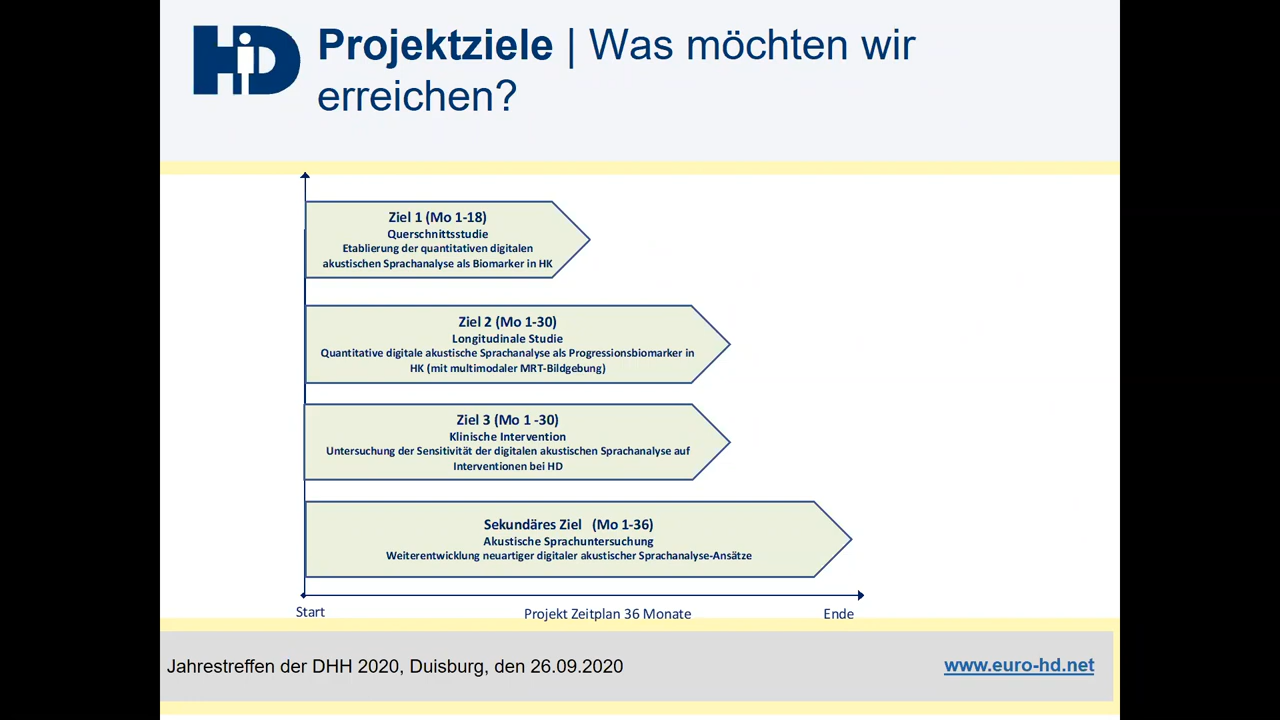 HD
Projektziele | Was möchten wir
erreichen?
Ziel 1 (Mo 1-18)
Querschnittsstudie
Etablierung der quantitativen digitalen
akustischen Sprachanalyse als Biomarker in HK
Ziel 2 (Mo 1-30)
Longitudinale Studie
Quantitative digitale akustische Sprachanalyse als Progressionsbiomarker in
HK (mit multimodaler MRT-Bildgebung)
Ziel 3 (Mo 1 -30)
Klinische Intervention
Untersuchung der Sensitivität der digitalen akustischen Sprachanalyse auf
Interventionen bei HD
Sekundäres Ziel (Mo 1-36)
Akustische Sprachuntersuchung
Weiterentwicklung neuartiger digitaler akustischer Sprachanalyse-Ansätze
Start Projekt Zeitplan 36 Monate Ende
Jahrestreffen der DHH 2020, Duisburg, den 26.09.2020 www.euro-hd.net